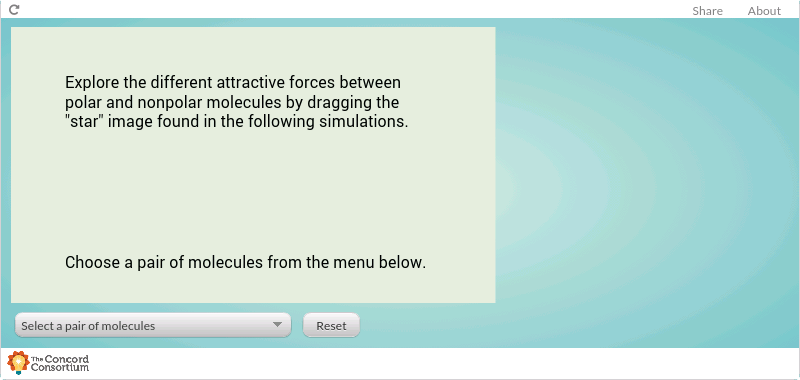 Share About
Explore the different attractive forces between
polar and nonpolar molecules by dragging the
"star" image found in the following simulations.
Choose a pair of molecules from the menu below.
Select a pair of molecules Reset
The Concord
Consortium